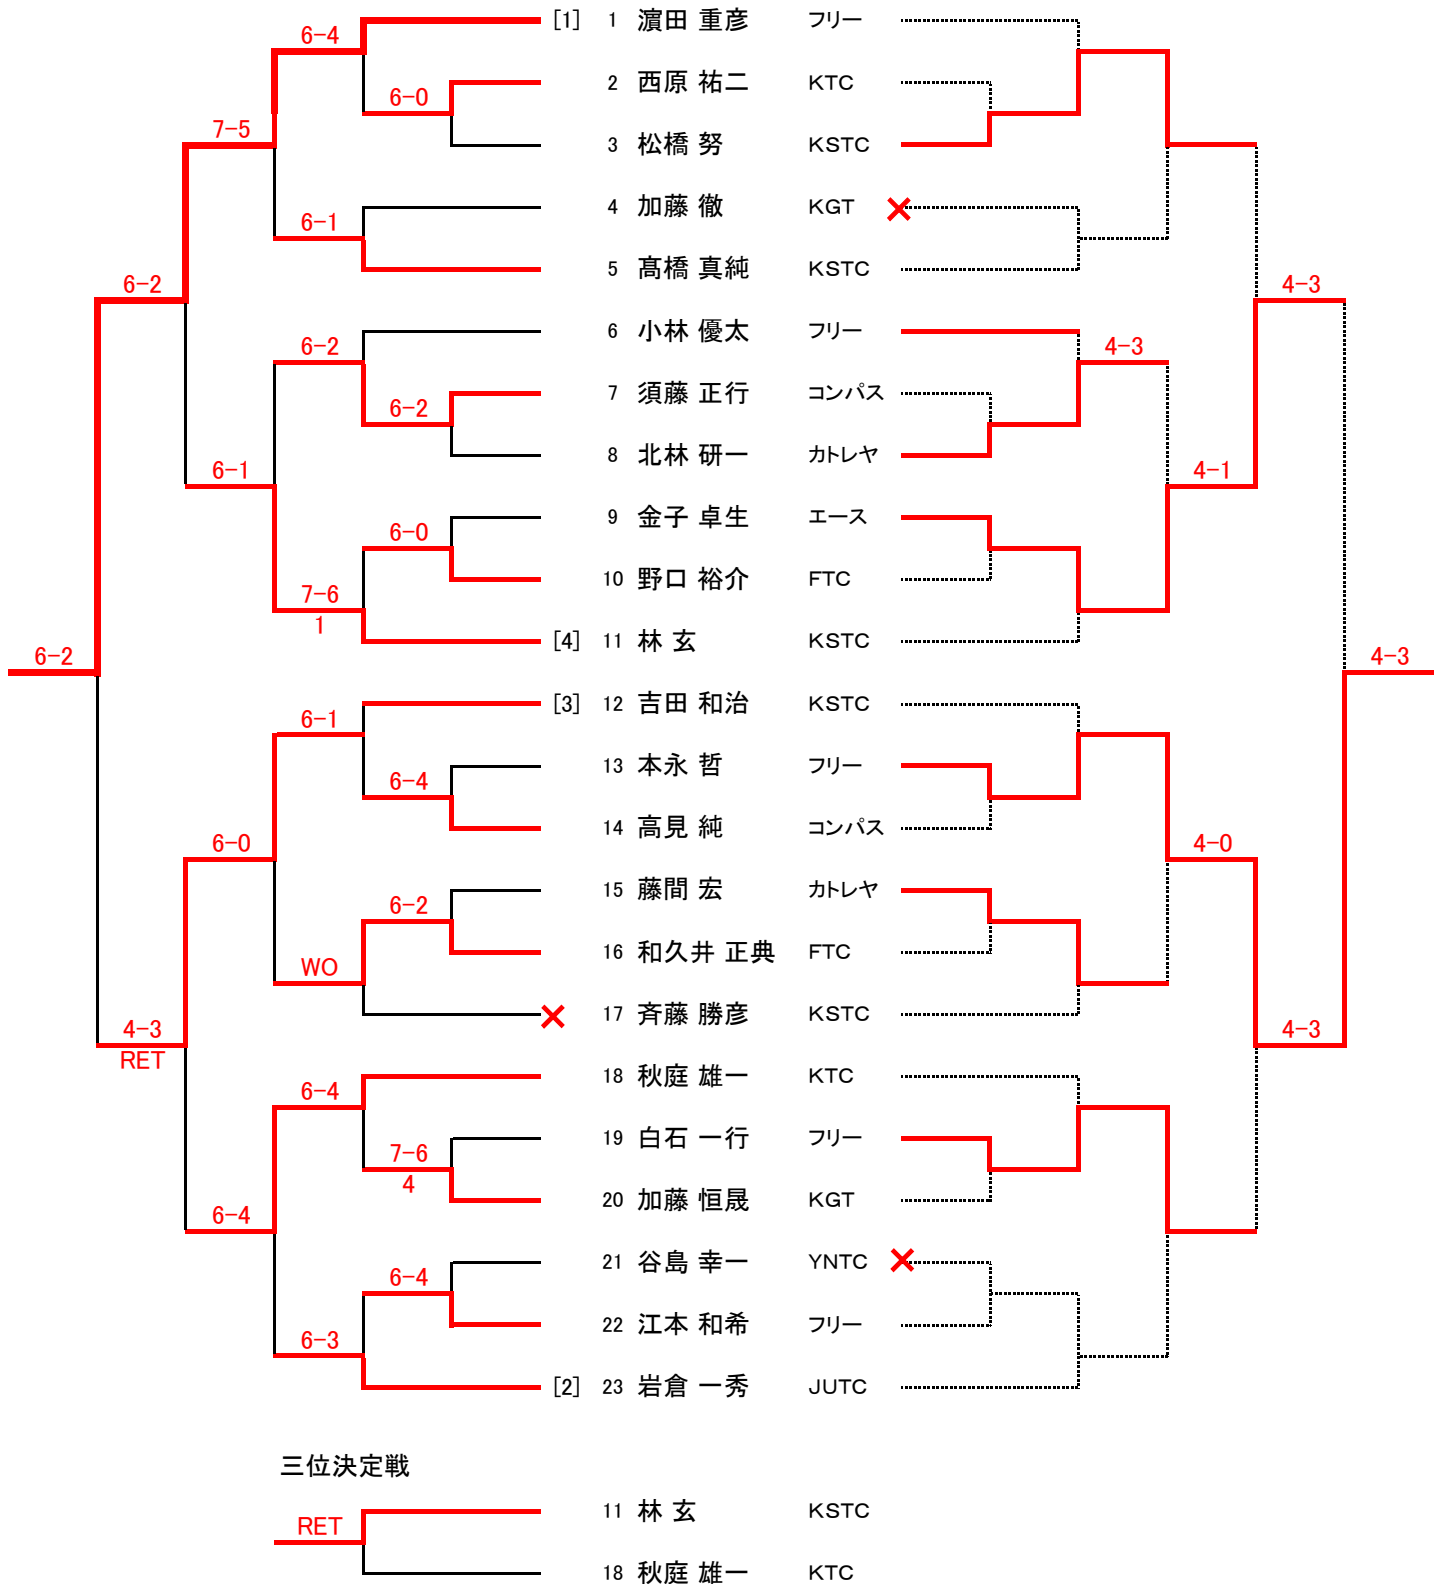 [1] 1 濵田 重彦 フリー
6-4
2 西原 祐二 KTC
6-0
7-5
3 松橋 努 KSTC
4 加藤 徹 KGT
6-1
5 髙橋 真純 KSTC
6-2 4-3
6 小林 優太 フリー
6-2 4-3
7 須藤 正行 コンパス
6-2
8 北林 研一 カトレヤ
6-1 4-1
9 金子 卓生 エース
6-0
10 野口 裕介 FTC
7-6
1
[4] 11 林 玄 KSTC
6-2 4-3
[3] 12 吉田 和治 KSTC
6-1
13 本永 哲 フリー
6-4
14 高見 純 コンパス
6-0 4-0
15 藤間 宏 カトレヤ
6-2
16 和久井 正典 FTC
WO
17 斉藤 勝彦 KSTC
4-3 4-3
RET
18 秋庭 雄一 KTC
6-4
19 白石 一行 フリー
7-6
4
20 加藤 恒晟 KGT
6-4
21 谷島 幸一 YNTC
6-4
22 江本 和希 フリー
6-3
[2] 23 岩倉 一秀 JUTC
三位決定戦
11 林 玄 KSTC
RET
18 秋庭 雄一 KTC